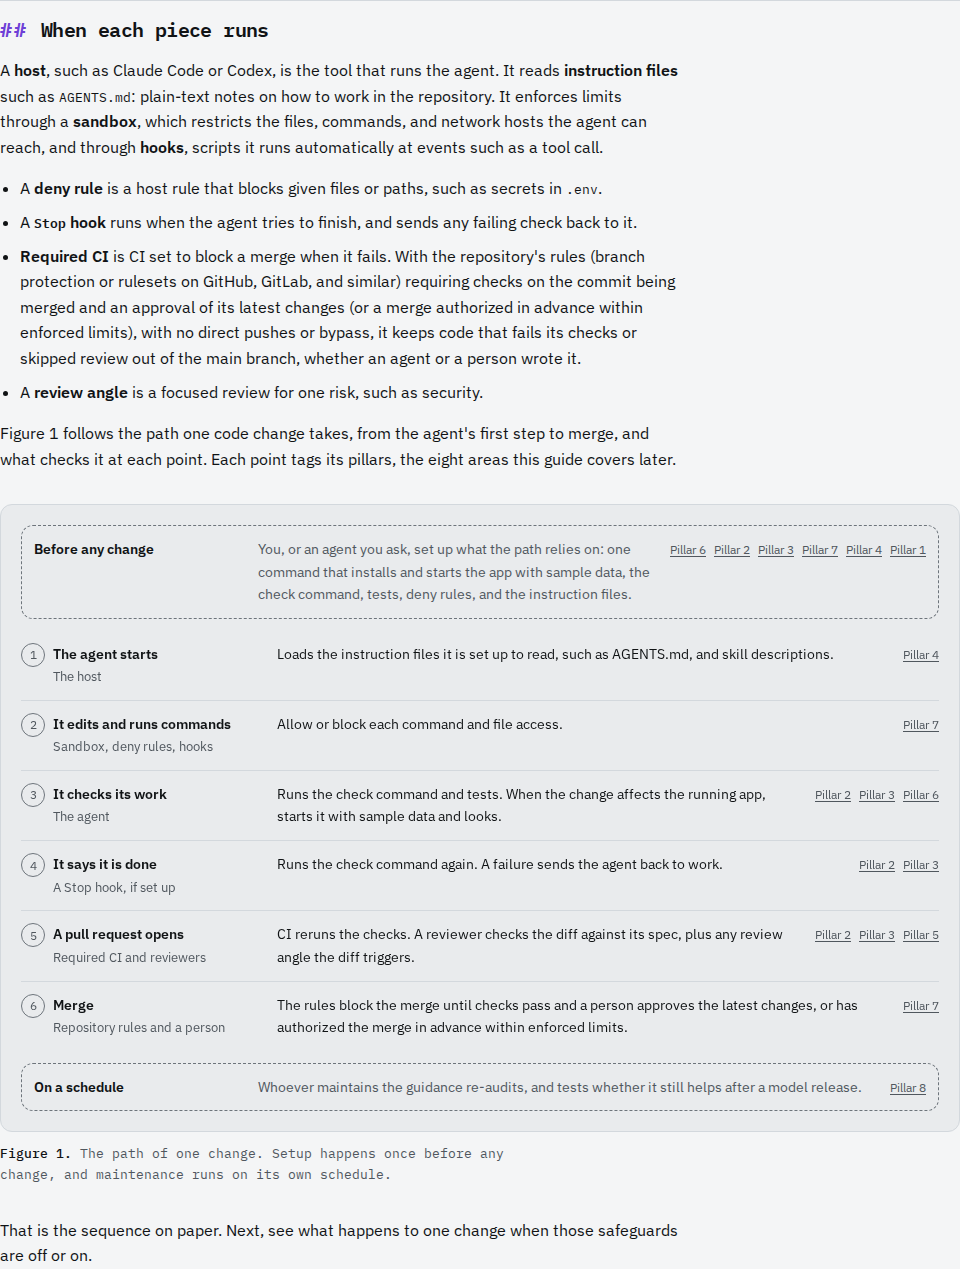 ## When each piece runs
A host, such as Claude Code or Codex, is the tool that runs the agent. It reads instruction files
such as AGENTS.md: plain-text notes on how to work in the repository. It enforces limits
through a sandbox, which restricts the files, commands, and network hosts the agent can
reach, and through hooks, scripts it runs automatically at events such as a tool call.
• A deny rule is a host rule that blocks given files or paths, such as secrets in .env.
• A Stop hook runs when the agent tries to finish, and sends any failing check back to it.
• Required CI is CI set to block a merge when it fails. With the repository's rules (branch
protection or rulesets on GitHub, GitLab, and similar) requiring checks on the commit being
merged and an approval of its latest changes (or a merge authorized in advance within
enforced limits), with no direct pushes or bypass, it keeps code that fails its checks or
skipped review out of the main branch, whether an agent or a person wrote it.
• A review angle is a focused review for one risk, such as security.
Figure 1 follows the path one code change takes, from the agent's first step to merge, and
what checks it at each point. Each point tags its pillars, the eight areas this guide covers later.
Before any change
You, or an agent you ask, set up what the path relies on: one
command that installs and starts the app with sample data, the
check command, tests, deny rules, and the instruction files.
Pillar 6 Pillar 2 Pillar 3 Pillar 7 Pillar 4 Pillar 1
1 The agent starts
The host
Loads the instruction files it is set up to read, such as AGENTS.md, and skill descriptions.
Pillar 4
2 It edits and runs commands
Sandbox, deny rules, hooks
Allow or block each command and file access.
Pillar 7
3 It checks its work
The agent
Runs the check command and tests. When the change affects the running app,
starts it with sample data and looks.
Pillar 2 Pillar 3 Pillar 6
4 It says it is done
A Stop hook, if set up
Runs the check command again. A failure sends the agent back to work.
Pillar 2 Pillar 3
5 A pull request opens
Required CI and reviewers
CI reruns the checks. A reviewer checks the diff against its spec, plus any review
angle the diff triggers.
Pillar 2 Pillar 3 Pillar 5
6 Merge
Repository rules and a person
The rules block the merge until checks pass and a person approves the latest changes, or has
authorized the merge in advance within enforced limits.
Pillar 7
On a schedule
Whoever maintains the guidance re-audits, and tests whether it still helps after a model release.
Pillar 8
Figure 1. The path of one change. Setup happens once before any
change, and maintenance runs on its own schedule.
That is the sequence on paper. Next, see what happens to one change when those safeguards
are off or on.